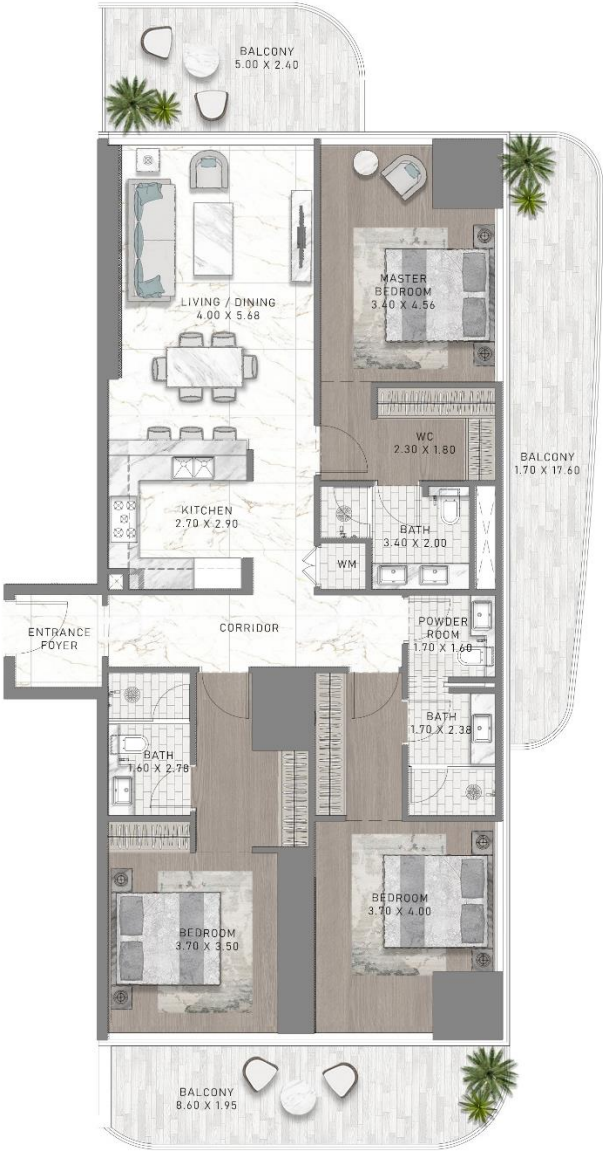 BALCONY
5.00 X 2.40
MASTER
BEDROOM
3.40 X 4.56
LIVING / DINING
4.00 X 5.68
WC
2.30 X 1.80
BALCONY
1.70 X 17.60
KITCHEN
2.70 X 2.90
BATH
3.40 X 2.00
WM
ENTRANCE
FOYER
CORRIDOR
POWDER
ROOM
1.70 X 1.60
BATH
1.70 X 2.38
BATH
1.60 X 2.78
BEDROOM
3.70 X 4.00
BEDROOM
3.70 X 3.50
BALCONY
8.60 X 1.95